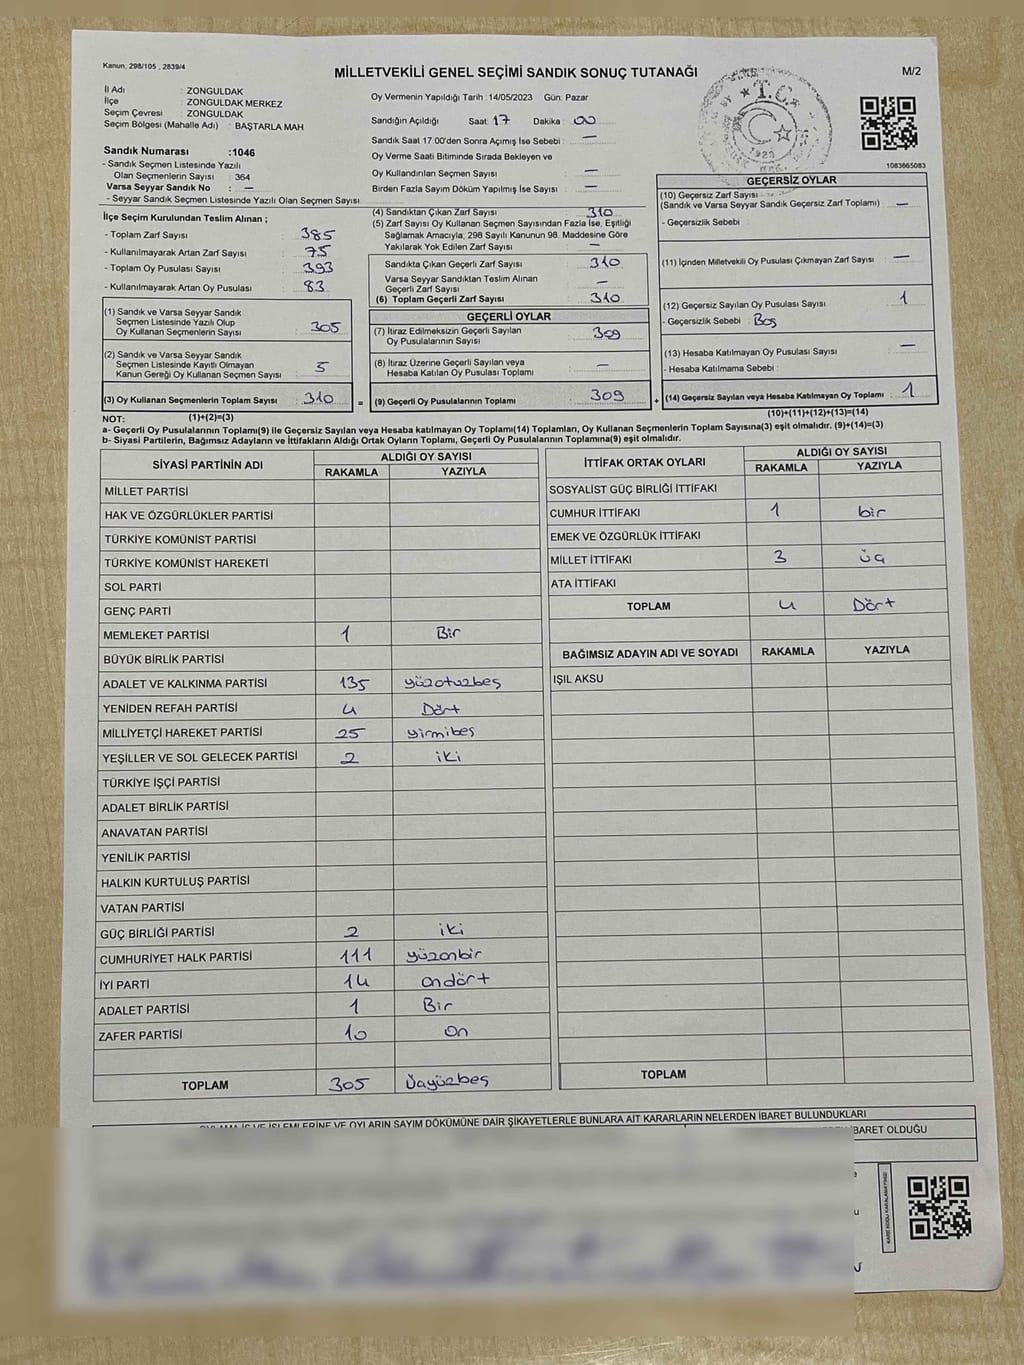 Kanun, 298/105 , 2839/4
MİLLETVEKİLİ GENEL SEÇİMİ SANDIK SONUÇ TUTANAĞI
M/2
İl Adı : ZONGULDAK
İlçe : ZONGULDAK MERKEZ
Seçim Çevresi : ZONGULDAK
Seçim Bölgesi (Mahalle Adı) : BAŞTARLA MAH
Sandık Numarası :1046
- Sandık Seçmen Listesinde Yazılı
Olan Seçmenlerin Sayısı : 364
Varsa Seyyar Sandık No : —
- Seyyar Sandık Seçmen Listesinde Yazılı Olan Seçmen Sayısı:
Oy Vermenin Yapıldığı Tarih :14/05/2023 Gün: Pazar
Sandığın Açıldığı Saat: 17 Dakika : 00
Sandık Saat 17.00'den Sonra Açımış İse Sebebi : —
Oy Verme Saati Bitiminde Sırada Bekleyen ve
Oy Kullandırılan Seçmen Sayısı : —
Birden Fazla Sayım Döküm Yapılmış İse Sayısı : —
T.C.
1923
1083665083
İlçe Seçim Kurulundan Teslim Alınan ;
- Toplam Zarf Sayısı : 385
- Kullanılmayarak Artan Zarf Sayısı : 75
- Toplam Oy Pusulası Sayısı : 393
- Kullanılmayarak Artan Oy Pusulası : 83
(1) Sandık ve Varsa Seyyar Sandık
Seçmen Listesinde Yazılı Olup
Oy Kullanan Seçmenlerin Sayısı : 305
(2) Sandık ve Varsa Seyyar Sandık
Seçmen Listesinde Kayıtlı Olmayan
Kanun Gereği Oy Kullanan Seçmen Sayısı : 5
(3) Oy Kullanan Seçmenlerin Toplam Sayısı : 310 =
(1)+(2)=(3)
(4) Sandıktan Çıkan Zarf Sayısı : 310
(5) Zarf Sayısı Oy Kullanan Seçmen Sayısından Fazla İse, Eşitliği
Sağlamak Amacıyla, 298 Sayılı Kanunun 98. Maddesine Göre
Yakılarak Yok Edilen Zarf Sayısı : —
Sandıkta Çıkan Geçerli Zarf Sayısı : 310
Varsa Seyyar Sandıktan Teslim Alınan
Geçerli Zarf Sayısı : —
(6) Toplam Geçerli Zarf Sayısı : 310
GEÇERLİ OYLAR
(7) İtiraz Edilmeksizin Geçerli Sayılan
Oy Pusulalarının Sayısı : 309
(8) İtiraz Üzerine Geçerli Sayılan veya
Hesaba Katılan Oy Pusulası Toplamı : —
(9) Geçerli Oy Pusulalarının Toplamı : 309 +
GEÇERSİZ OYLAR
(10) Geçersiz Zarf Sayısı
(Sandık ve Varsa Seyyar Sandık Geçersiz Zarf Toplamı) : —
- Geçersizlik Sebebi :
(11) İçinden Milletvekili Oy Pusulası Çıkmayan Zarf Sayısı : —
(12) Geçersiz Sayılan Oy Pusulası Sayısı : 1
- Geçersizlik Sebebi : Boş
(13) Hesaba Katılmayan Oy Pusulası Sayısı : —
- Hesaba Katılmama Sebebi :
(14) Geçersiz Sayılan veya Hesaba Katılmayan Oy Toplamı : 1
(10)+(11)+(12)+(13)=(14)
NOT:
a- Geçerli Oy Pusulalarının Toplamı(9) ile Geçersiz Sayılan veya Hesaba katılmayan Oy Toplamı(14) Toplamları, Oy Kullanan Seçmenlerin Toplam Sayısına(3) eşit olmalıdır. (9)+(14)=(3)
b- Siyasi Partilerin, Bağımsız Adayların ve İttifakların Aldığı Ortak Oyların Toplamı, Geçerli Oy Pusulalarının Toplamına(9) eşit olmalıdır.
SİYASİ PARTİNİN ADI ALDIĞI OY SAYISI
RAKAMLA YAZIYLA
MİLLET PARTİSİ
HAK VE ÖZGÜRLÜKLER PARTİSİ
TÜRKİYE KOMÜNİST PARTİSİ
TÜRKİYE KOMÜNİST HAREKETİ
SOL PARTİ
GENÇ PARTİ
MEMLEKET PARTİSİ 1 Bir
BÜYÜK BİRLİK PARTİSİ
ADALET VE KALKINMA PARTİSİ 135 yüzotuzbeş
YENİDEN REFAH PARTİSİ 4 Dört
MİLLİYETÇİ HAREKET PARTİSİ 25 yirmibeş
YEŞİLLER VE SOL GELECEK PARTİSİ 2 iki
TÜRKİYE İŞÇİ PARTİSİ
ADALET BİRLİK PARTİSİ
ANAVATAN PARTİSİ
YENİLİK PARTİSİ
HALKIN KURTULUŞ PARTİSİ
VATAN PARTİSİ
GÜÇ BİRLİĞİ PARTİSİ 2 iki
CUMHURİYET HALK PARTİSİ 111 yüzonbir
İYİ PARTİ 14 ondört
ADALET PARTİSİ 1 Bir
ZAFER PARTİSİ 10 On
TOPLAM 305 Üçyüzbeş
İTTİFAK ORTAK OYLARI ALDIĞI OY SAYISI
RAKAMLA YAZIYLA
SOSYALİST GÜÇ BİRLİĞİ İTTİFAKI
CUMHUR İTTİFAKI 1 bir
EMEK VE ÖZGÜRLÜK İTTİFAKI
MİLLET İTTİFAKI 3 üç
ATA İTTİFAKI
TOPLAM 4 Dört
BAĞIMSIZ ADAYIN ADI VE SOYADI RAKAMLA YAZIYLA
IŞIL AKSU
TOPLAM
OYLAMA İŞ VE İŞLEMLERİNE VE OYLARIN SAYIM DÖKÜMÜNE DAİR ŞİKAYETLERLE BUNLARA AİT KARARLARIN NELERDEN İBARET BULUNDUKLARI
İBARET OLDUĞU